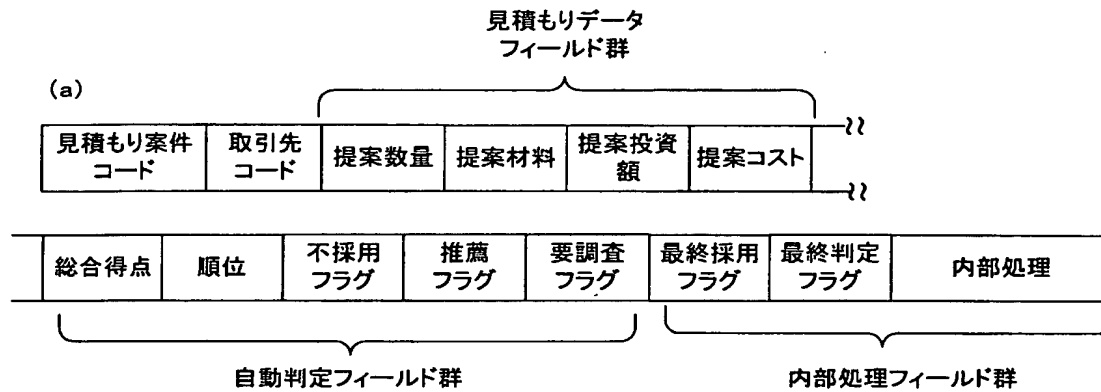 見積もりデータ
フィールド群
(a)
見積もり案件
コード
取引先
コード
提案数量
提案材料
提案投資
額
提案コスト
総合得点
順位
不採用
フラグ
推薦
フラグ
要調査
フラグ
最終採用
フラグ
最終判定
フラグ
内部処理
自動判定フィールド群
内部処理フィールド群